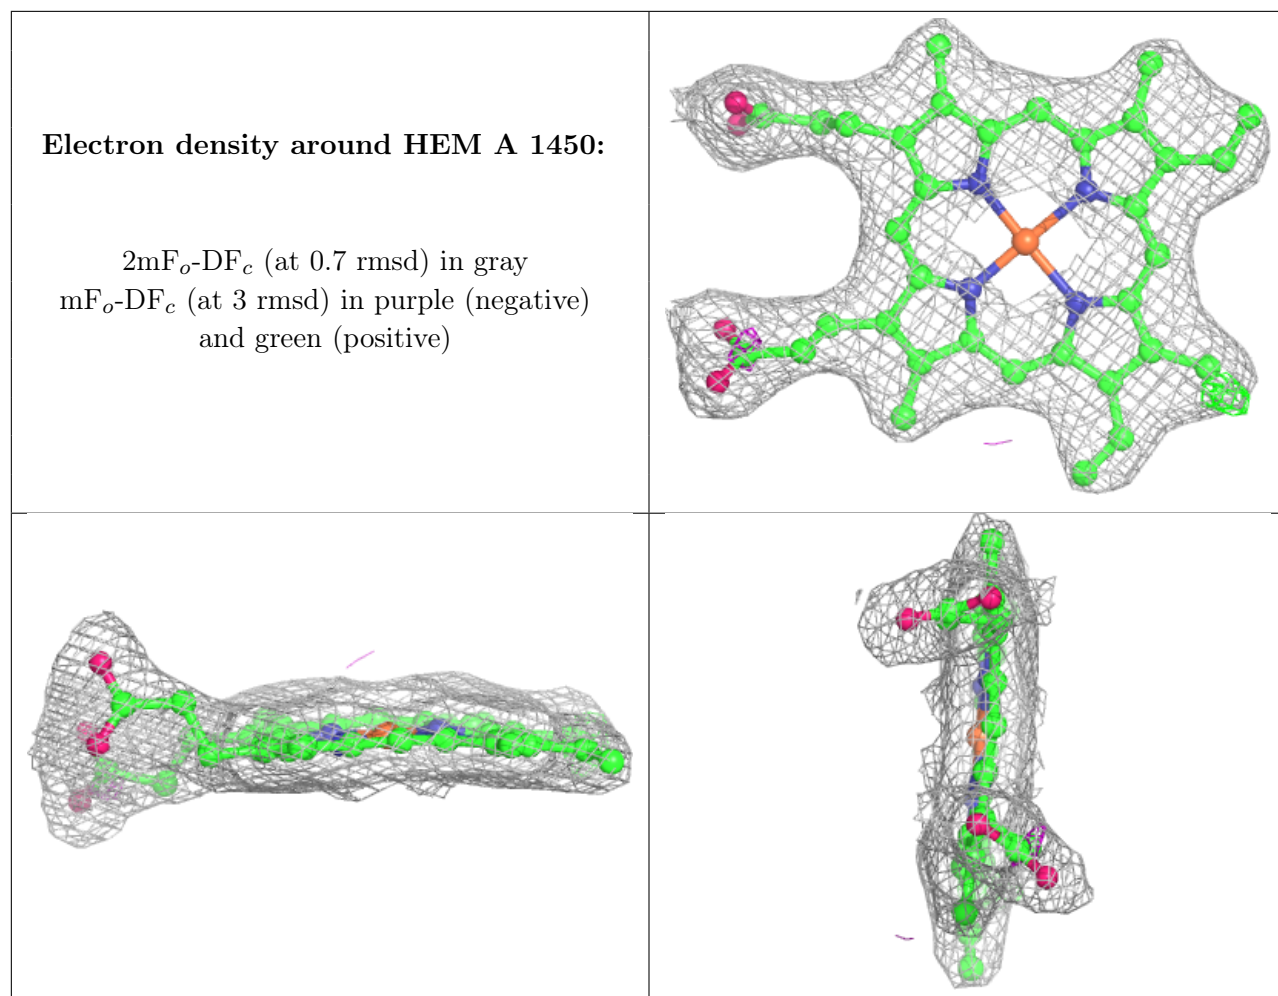 Electron density around HEM A 1450:
2mFo-DFc (at 0.7 rmsd) in gray
mFo-DFc (at 3 rmsd) in purple (negative)
and green (positive)